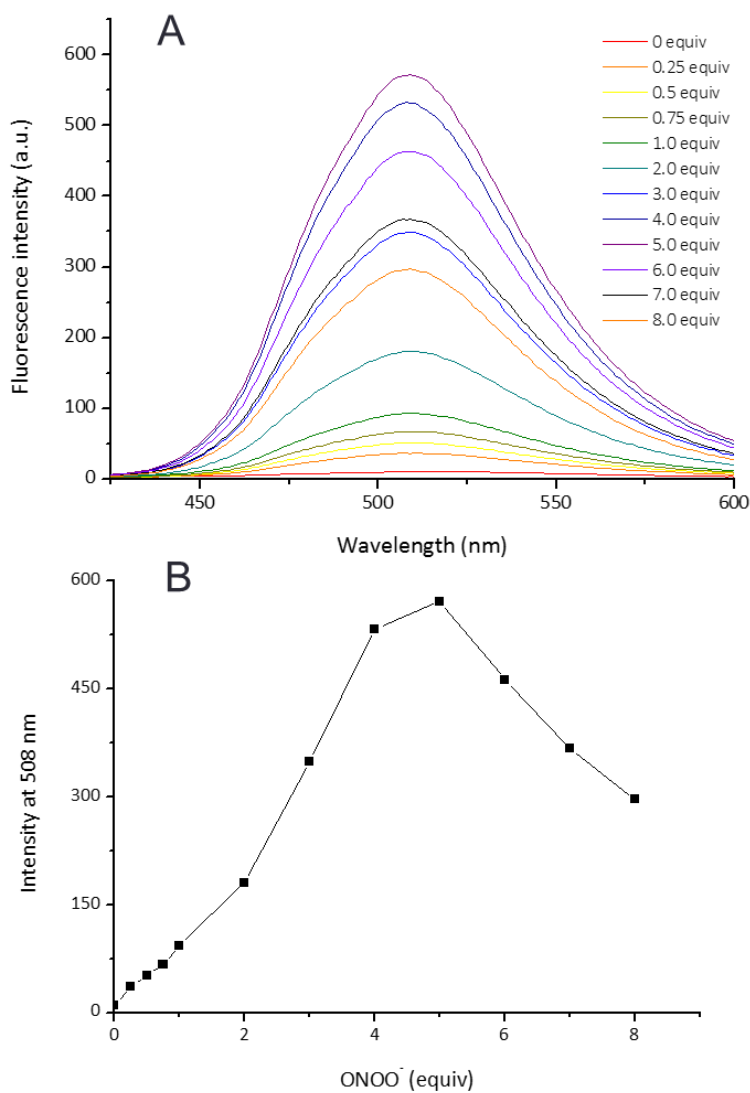 A
600
500
400
300
200
100
0
450
500
550
600
Fluorescence intensity (a.u.)
Wavelength (nm)
0 equiv
0.25 equiv
0.5 equiv
0.75 equiv
1.0 equiv
2.0 equiv
3.0 equiv
4.0 equiv
5.0 equiv
6.0 equiv
7.0 equiv
8.0 equiv
B
600
450
300
150
0
0
2
4
6
8
Intensity at 508 nm
ONOO⁻ (equiv)